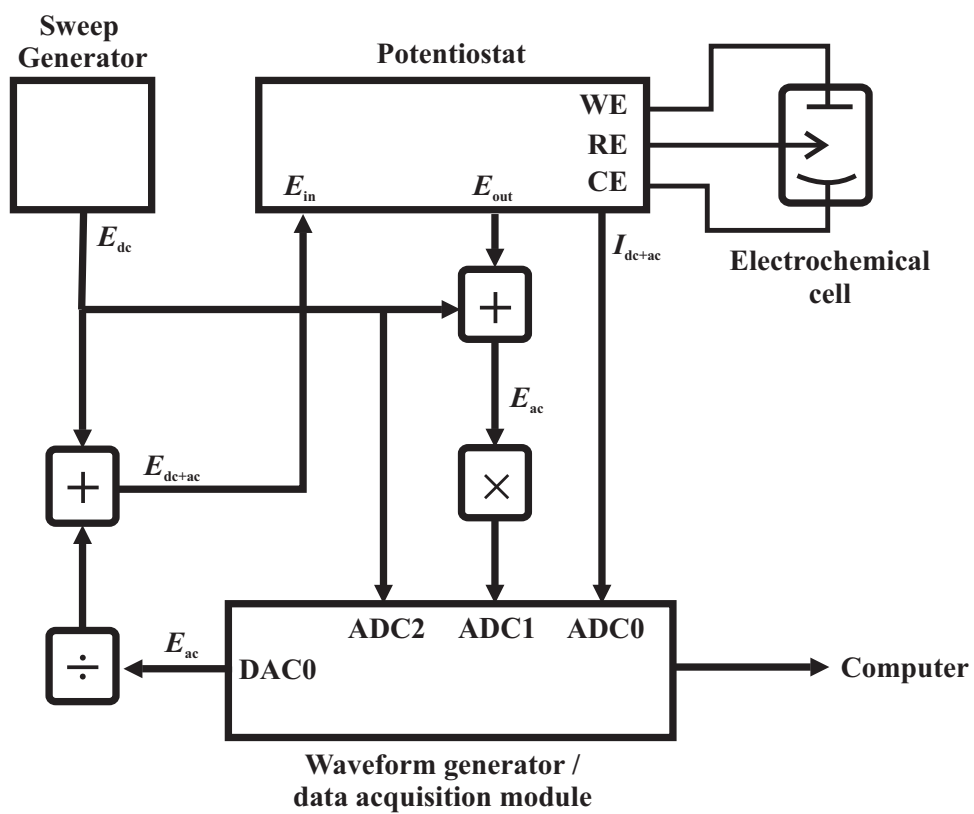 Sweep
Generator
Potentiostat
WE
RE
CE
E_in
E_out
E_dc
I_dc+ac
Electrochemical
cell
+
E_ac
E_dc+ac
+
×
ADC2 ADC1 ADC0
E_ac
÷
DAC0
Computer
Waveform generator /
data acquisition module